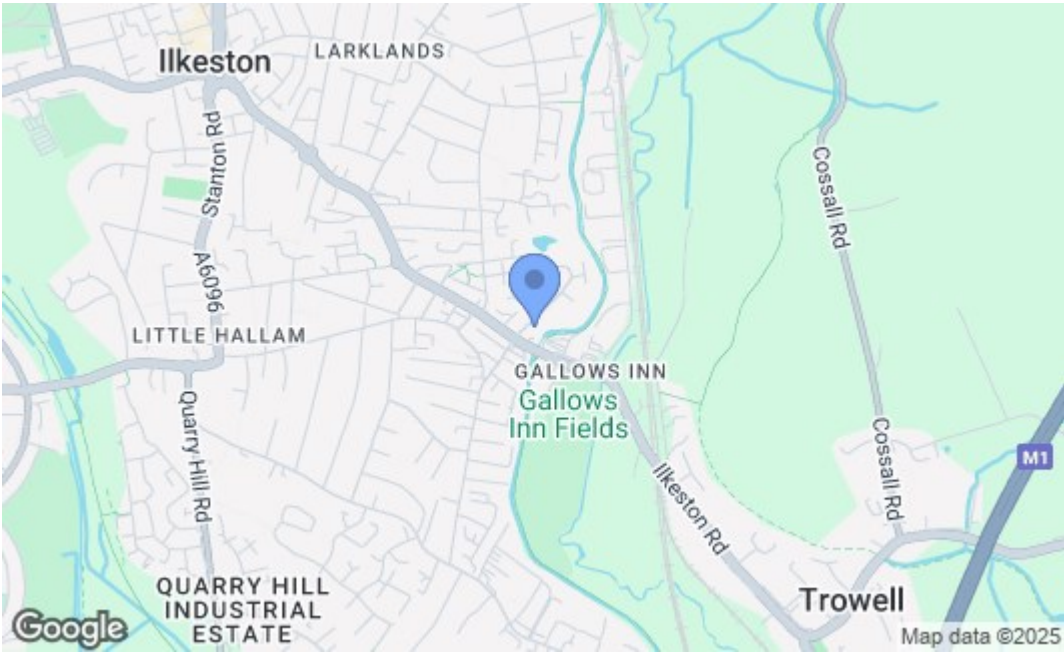 Ilkeston
LARKLANDS
Stanton Rd
A6096
Cossall Rd
LITTLE HALLAM
GALLOWS INN
Gallows
Inn Fields
Quarry Hill Rd
Cossall Rd
M1
Ilkeston Rd
QUARRY HILL
INDUSTRIAL
ESTATE
Trowell
Google
Map data ©2025